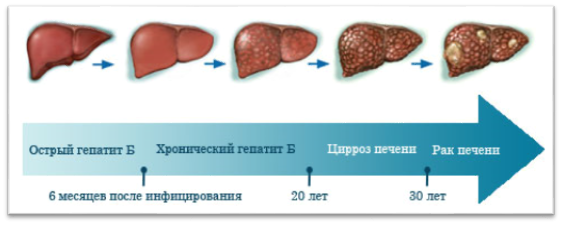 Острый гепатит Б
Хронический гепатит Б
Цирроз печени
Рак печени
6 месяцев после инфицирования
20 лет
30 лет